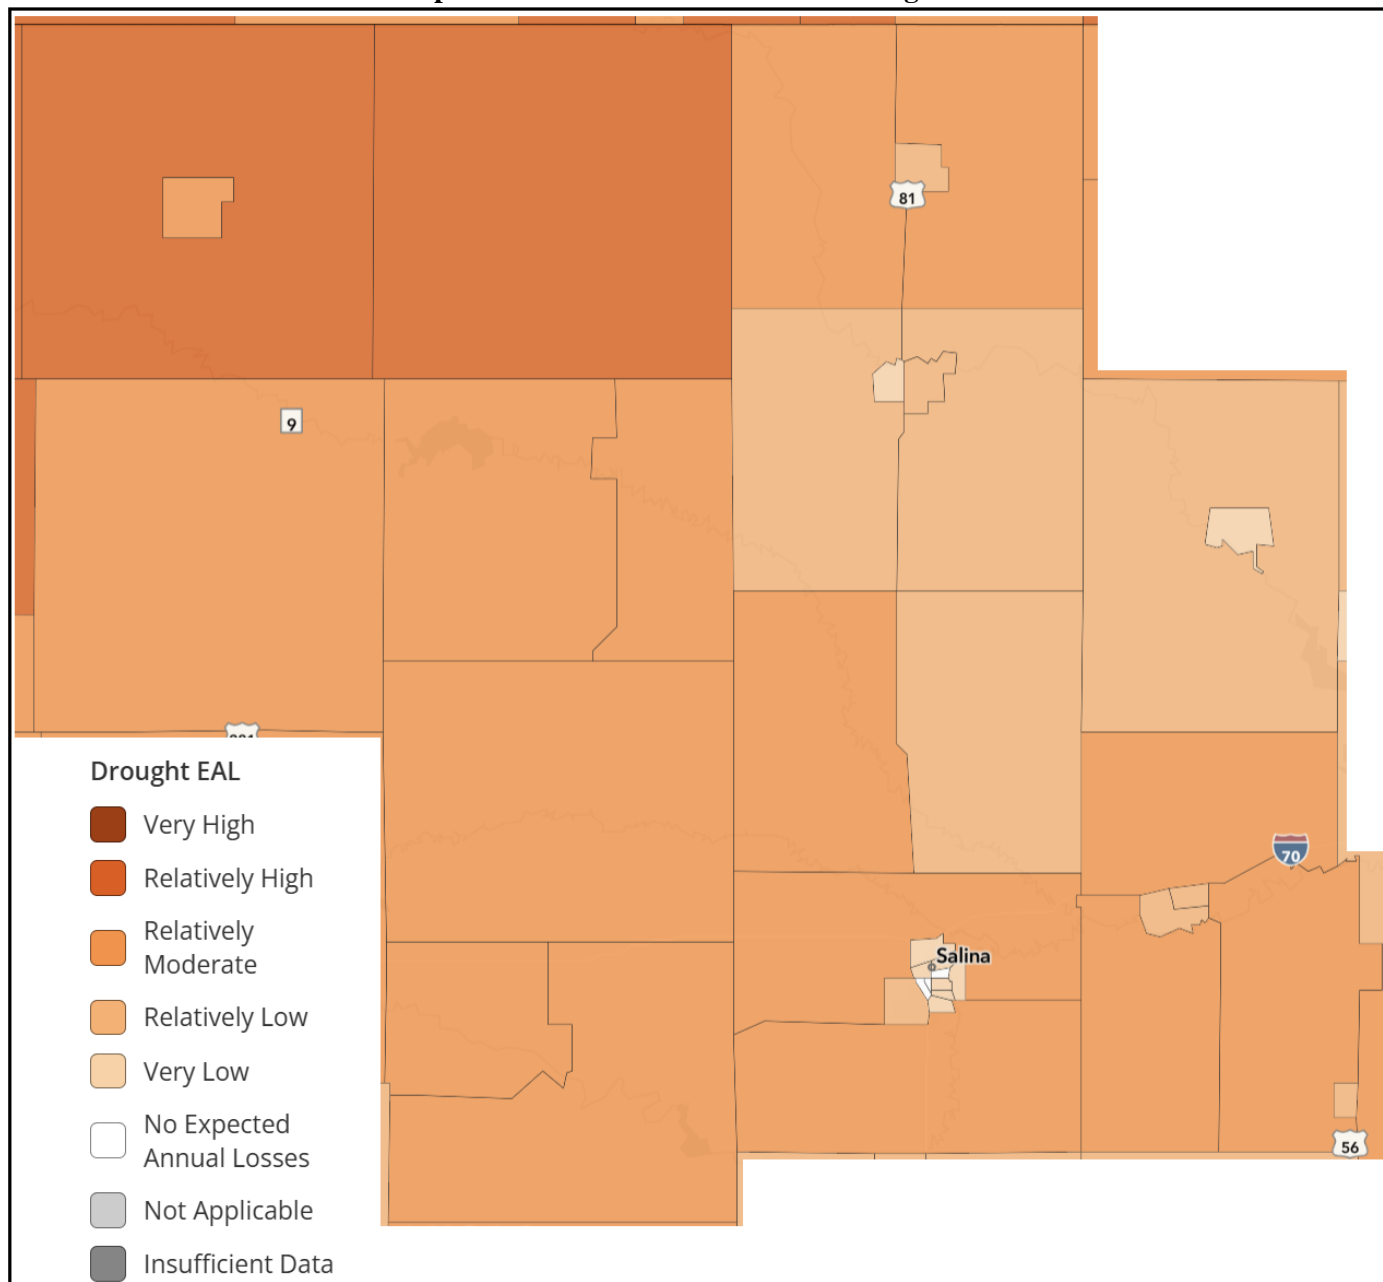 81
9
Drought EAL
Very High
Relatively High
Relatively
Moderate
Relatively Low
Very Low
No Expected
Annual Losses
Not Applicable
Insufficient Data
70
Salina
56